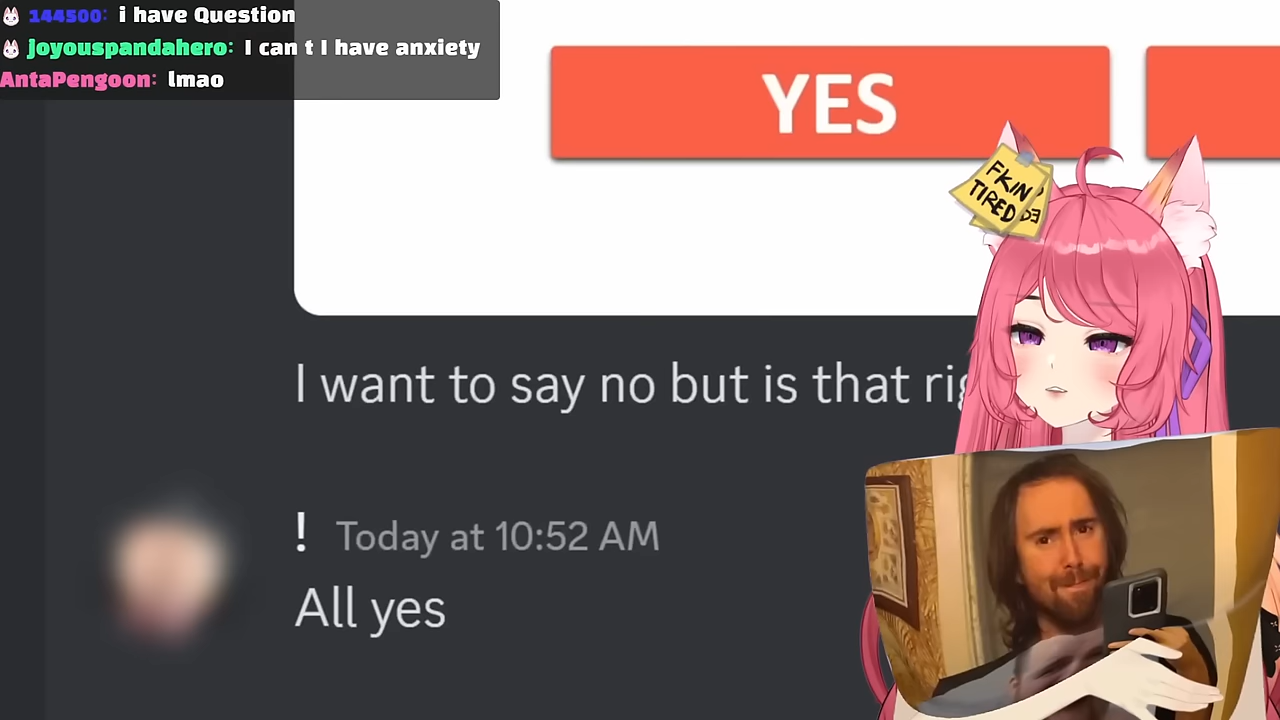 144500: i have Question
joyouspandahero: I can t I have anxiety
AntaPengoon: lmao
YES
FKIN
TIRED
I want to say no but is that
! Today at 10:52 AM
All yes